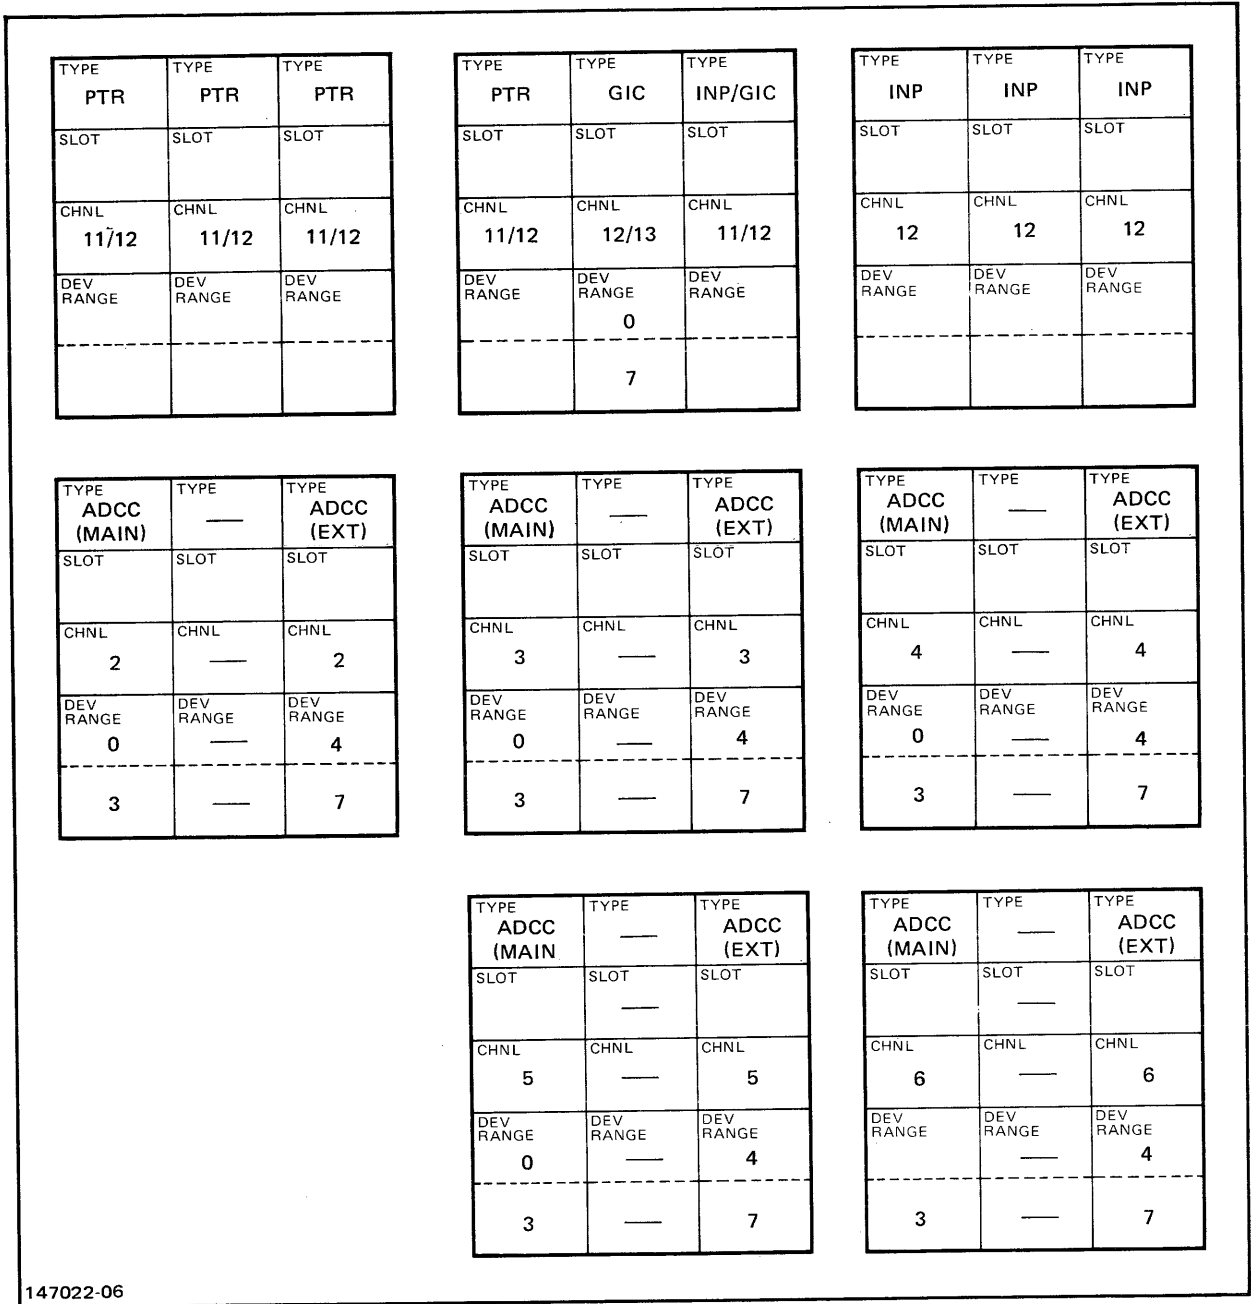 TYPE TYPE TYPE
PTR PTR PTR
SLOT SLOT SLOT
CHNL CHNL CHNL
11/12 11/12 11/12
DEV DEV DEV
RANGE RANGE RANGE
TYPE TYPE TYPE
PTR GIC INP/GIC
SLOT SLOT SLOT
CHNL CHNL CHNL
11/12 12/13 11/12
DEV DEV DEV
RANGE RANGE RANGE
0
7
TYPE TYPE TYPE
INP INP INP
SLOT SLOT SLOT
CHNL CHNL CHNL
12 12 12
DEV DEV DEV
RANGE RANGE RANGE
TYPE TYPE TYPE
ADCC — ADCC
(MAIN) (EXT)
SLOT SLOT SLOT
CHNL CHNL CHNL
2 — 2
DEV DEV DEV
RANGE RANGE RANGE
0 — 4
3 — 7
TYPE TYPE TYPE
ADCC — ADCC
(MAIN) (EXT)
SLOT SLOT SLOT
CHNL CHNL CHNL
3 — 3
DEV DEV DEV
RANGE RANGE RANGE
0 — 4
3 — 7
TYPE TYPE TYPE
ADCC — ADCC
(MAIN) (EXT)
SLOT SLOT SLOT
CHNL CHNL CHNL
4 — 4
DEV DEV DEV
RANGE RANGE RANGE
0 — 4
3 — 7
TYPE TYPE TYPE
ADCC — ADCC
(MAIN (EXT)
SLOT SLOT SLOT
—
CHNL CHNL CHNL
5 — 5
DEV DEV DEV
RANGE RANGE RANGE
0 — 4
3 — 7
TYPE TYPE TYPE
ADCC — ADCC
(MAIN) (EXT)
SLOT SLOT SLOT
—
CHNL CHNL CHNL
6 — 6
DEV DEV DEV
RANGE RANGE RANGE
— 4
3 — 7
147022-06